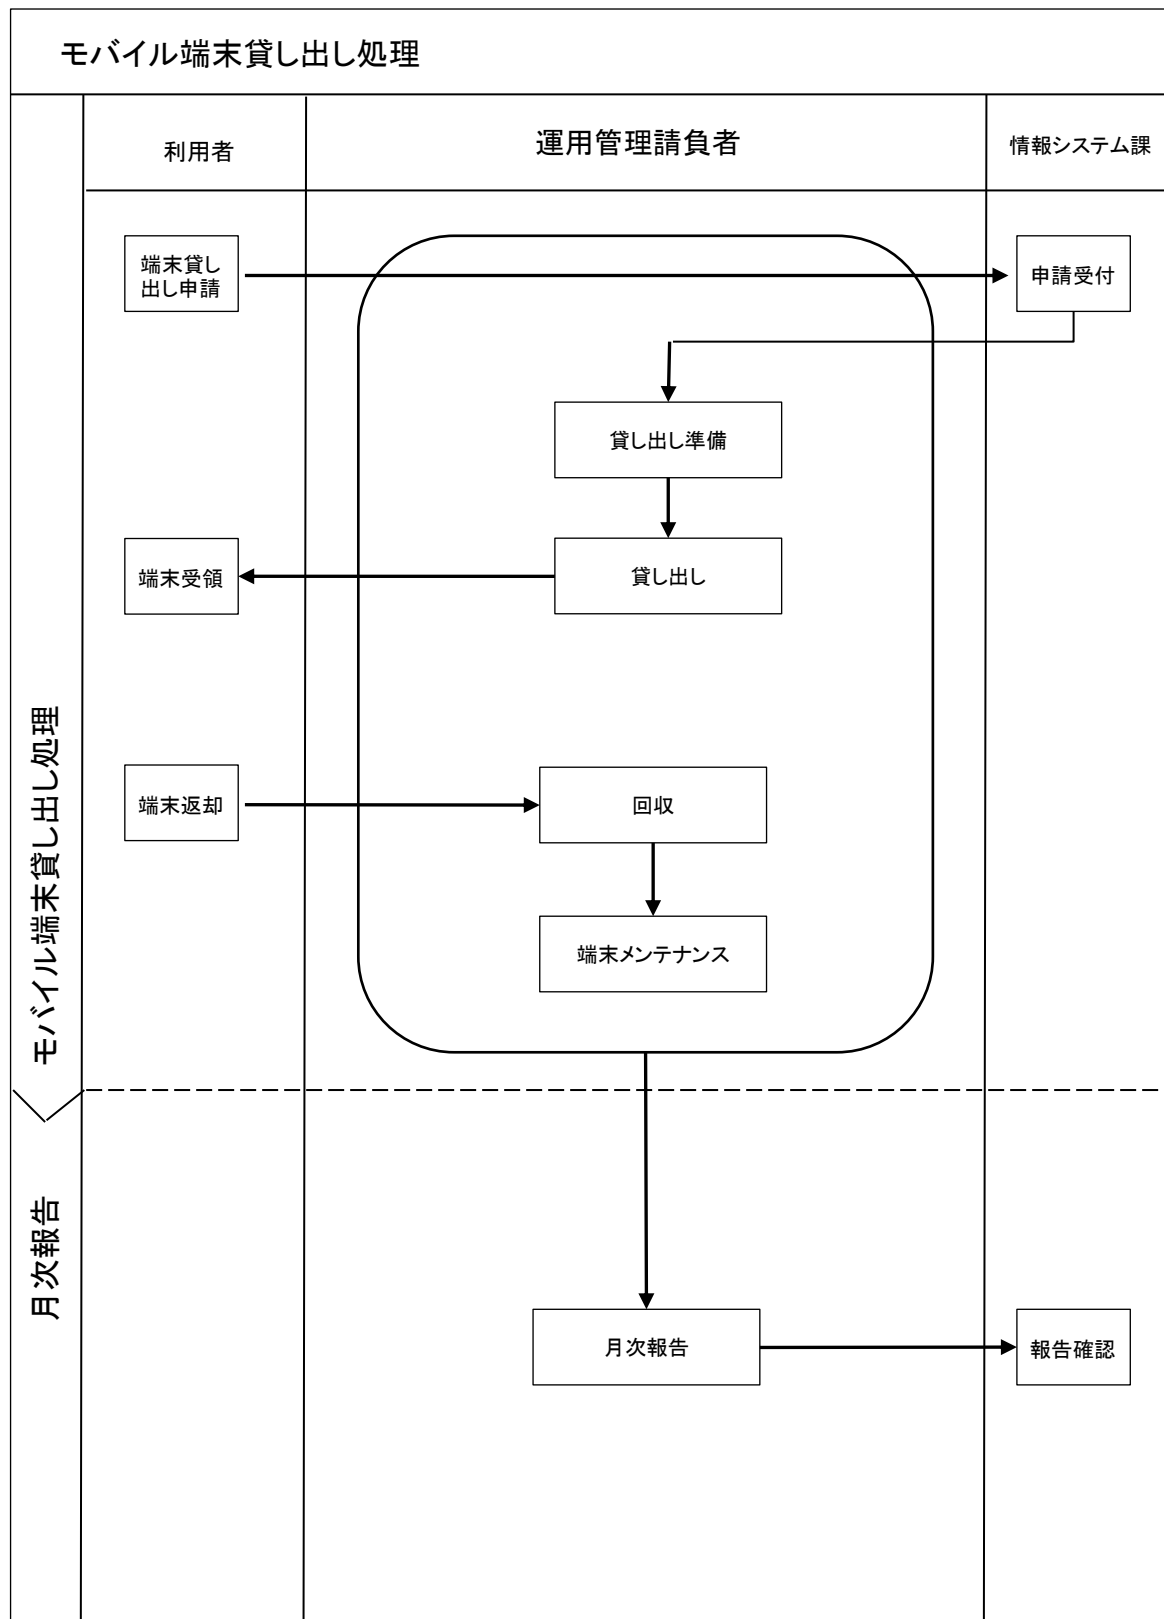 モバイル端末貸し出し処理
利用者
運用管理請負者
情報システム課
端末貸し
出し申請
申請受付
貸し出し準備
端末受領
貸し出し
モバイル端末貸し出し処理
端末返却
回収
端末メンテナンス
月次報告
月次報告
報告確認